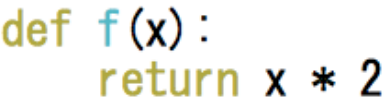 def f(x):
    return x * 2